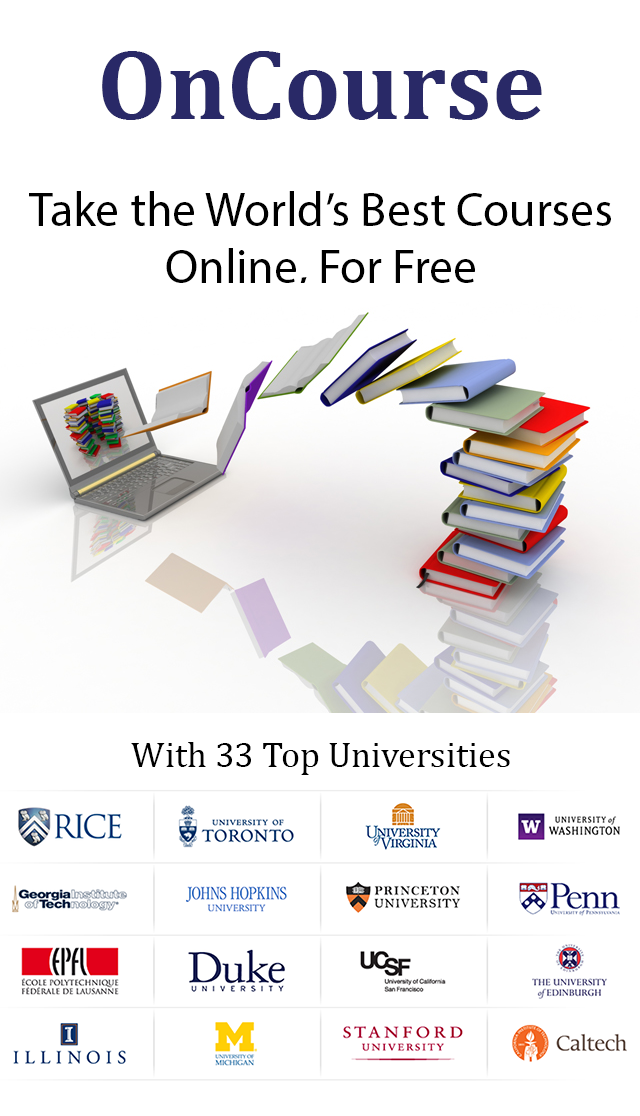 OnCourse
Take the World's Best Courses
Online. For Free
With 33 Top Universities
RICE
UNIVERSITY OF
TORONTO
UNIVERSITY
of VIRGINIA
W
UNIVERSITY of
WASHINGTON
GeorgiaInstitute
of Technology
JOHNS HOPKINS
UNIVERSITY
PRINCETON
UNIVERSITY
Penn
UNIVERSITY of PENNSYLVANIA
EPFL
ÉCOLE POLYTECHNIQUE
FÉDÉRALE DE LAUSANNE
Duke
UNIVERSITY
UCSF
University of California
San Francisco
THE UNIVERSITY
of EDINBURGH
I
ILLINOIS
M
UNIVERSITY OF
MICHIGAN
STANFORD
UNIVERSITY
Caltech